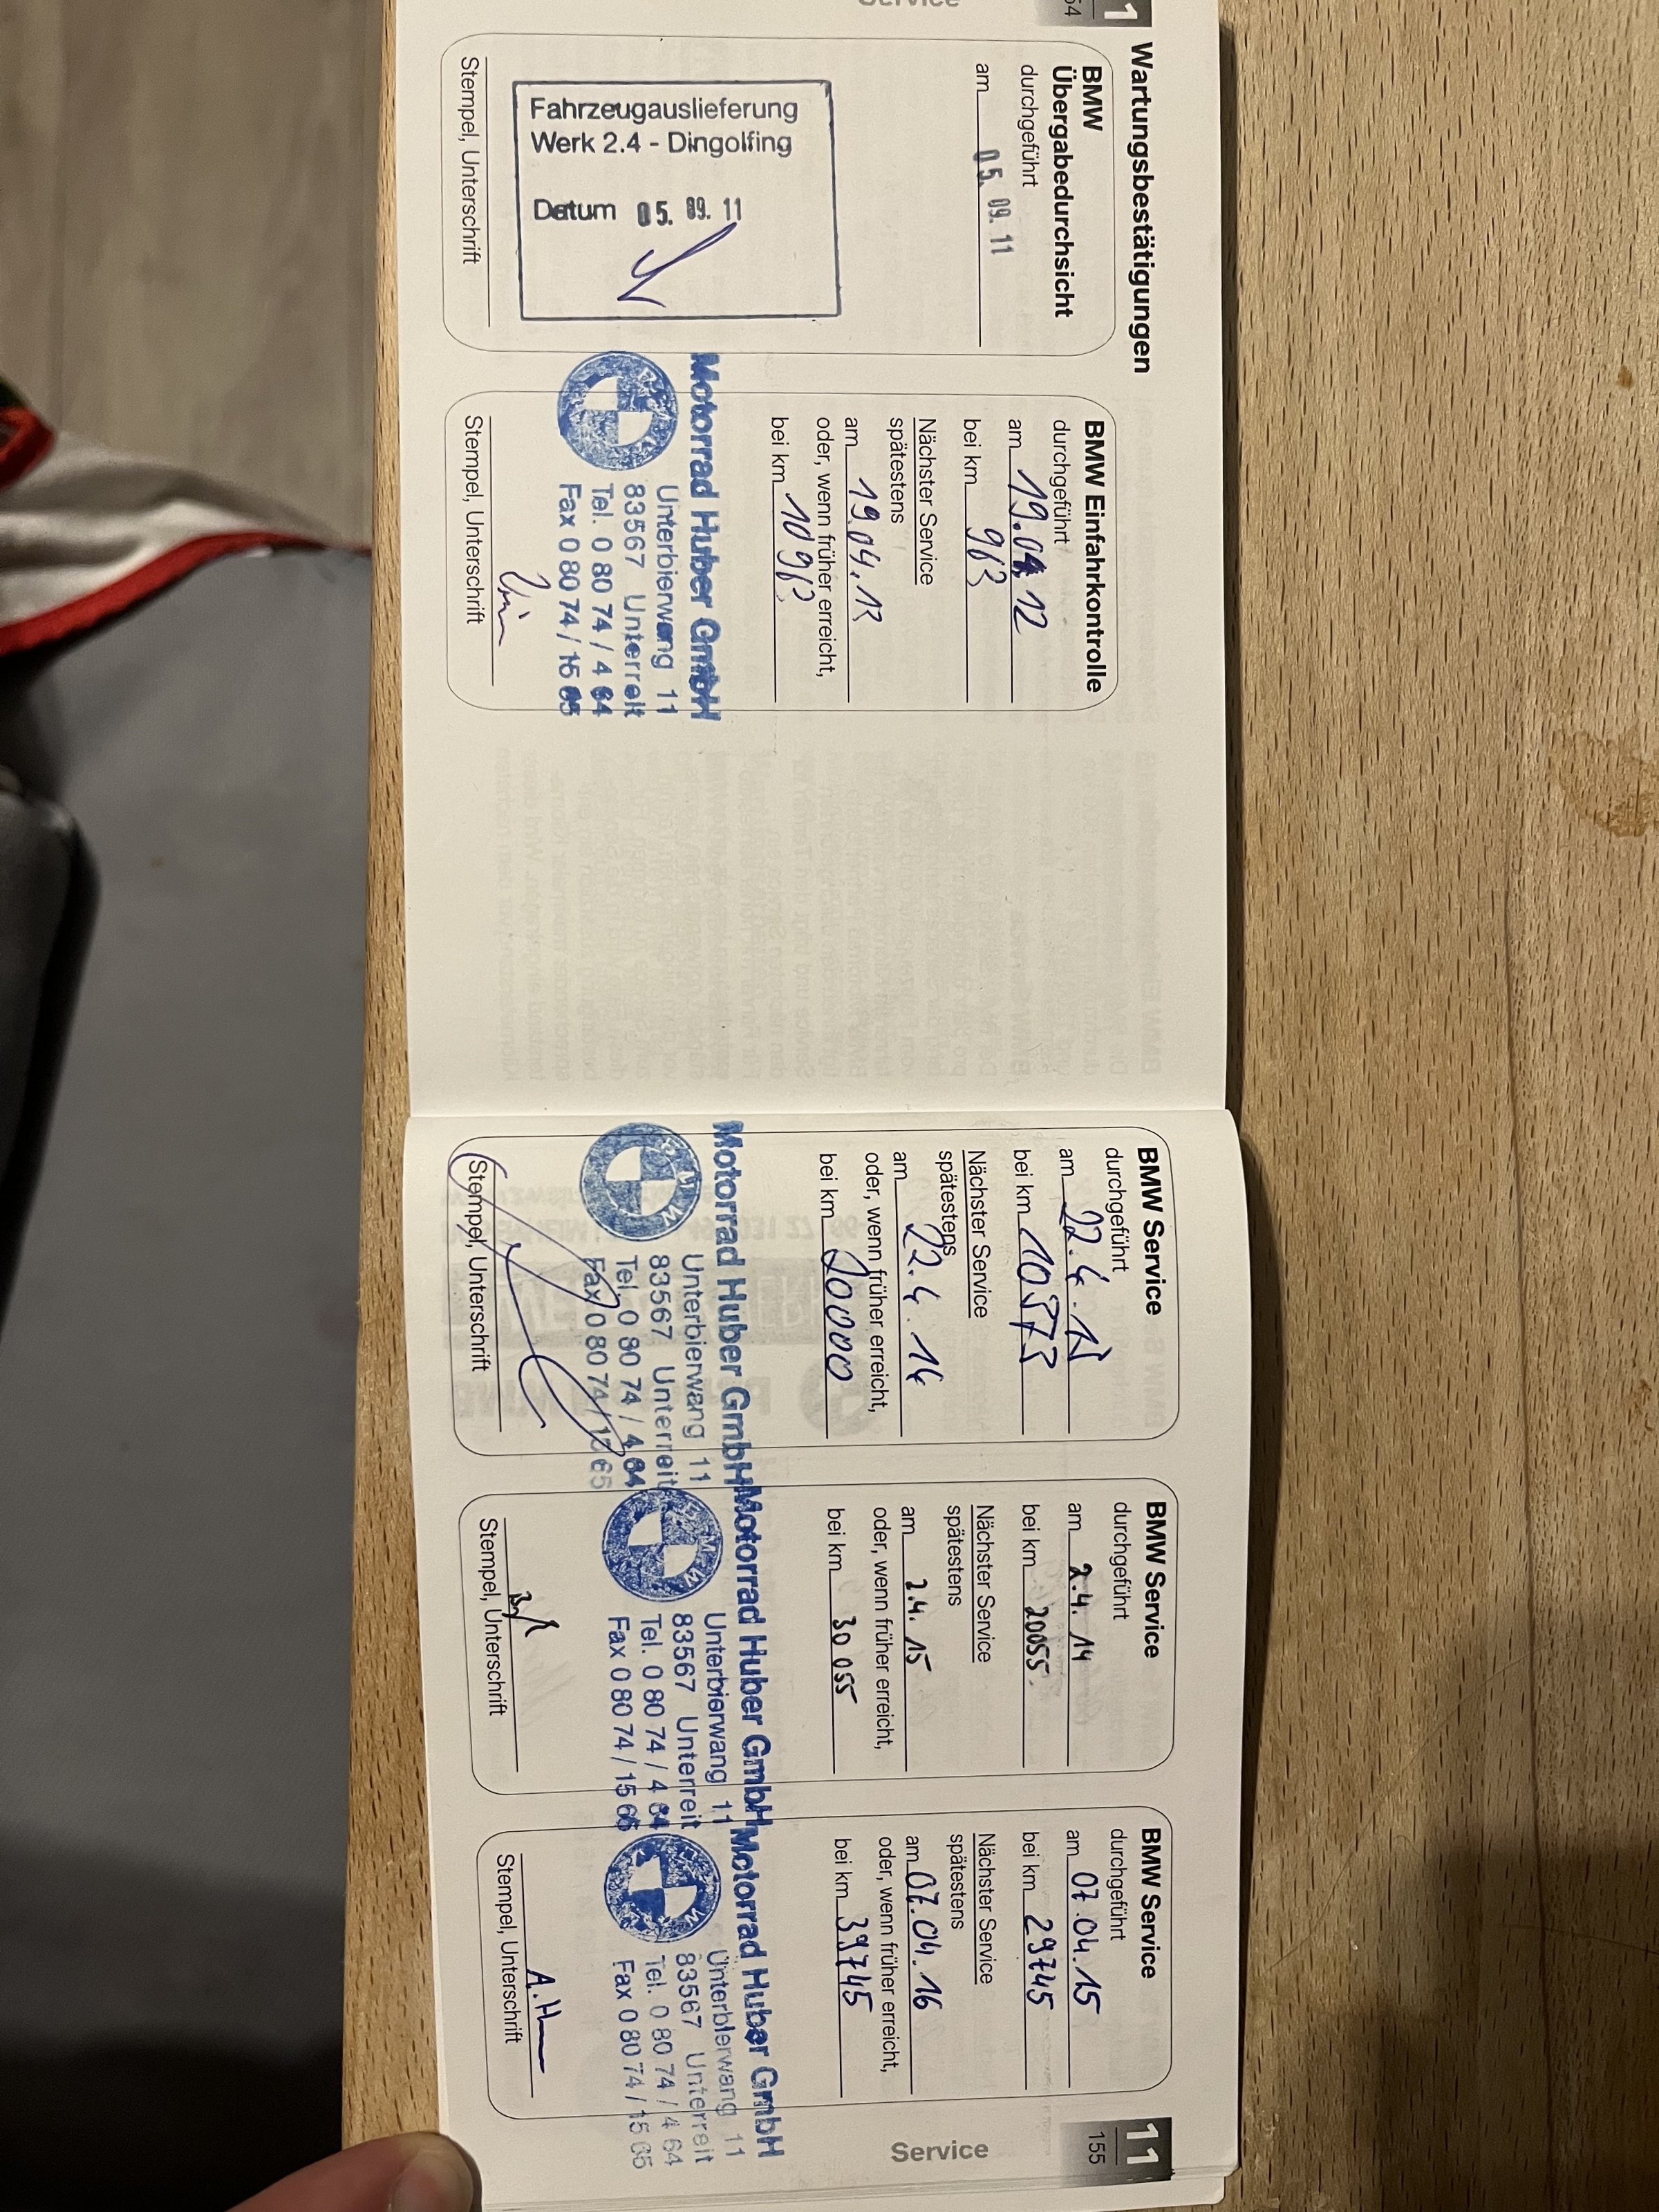 Wartungsbestätigungen
BMW
Übergabedurchsicht
durchgeführt
am 05. 09. 11
Fahrzeugauslieferung
Werk 2.4 - Dingolfing
Datum 05. 09. 11
Stempel, Unterschrift
BMW Einfahrkontrolle
durchgeführt
am 19.04.12
bei km 963
Nächster Service
spätestens
am 19.04.13
oder, wenn früher erreicht,
bei km 10963
Motorrad Huber GmbH
Unterbierwang 11
83567 Unterreit
Tel. 0 80 74 / 4 64
Fax 0 80 74 / 15 65
Stempel, Unterschrift
BMW Service
durchgeführt
am 22.4.13
bei km 10573
Nächster Service
spätestens
am 22.4.14
oder, wenn früher erreicht,
bei km 20000
Motorrad Huber GmbH
Unterbierwang 11
83567 Unterreit
Tel. 0 80 74 / 4 64
Fax 0 80 74 / 15 65
Stempel, Unterschrift
BMW Service
durchgeführt
am 2.4.14
bei km 20055
Nächster Service
spätestens
am 2.4.15
oder, wenn früher erreicht,
bei km 30 055
Motorrad Huber GmbH
Unterbierwang 11
83567 Unterreit
Tel. 0 80 74 / 4 64
Fax 0 80 74 / 15 65
Stempel, Unterschrift
BMW Service
durchgeführt
am 07.04.15
bei km 29745
Nächster Service
spätestens
am 07.04.16
oder, wenn früher erreicht,
bei km 39745
Motorrad Huber GmbH
Unterbierwang 11
83567 Unterreit
Tel. 0 80 74 / 4 64
Fax 0 80 74 / 15 65
A.H
Stempel, Unterschrift
11
155
Service